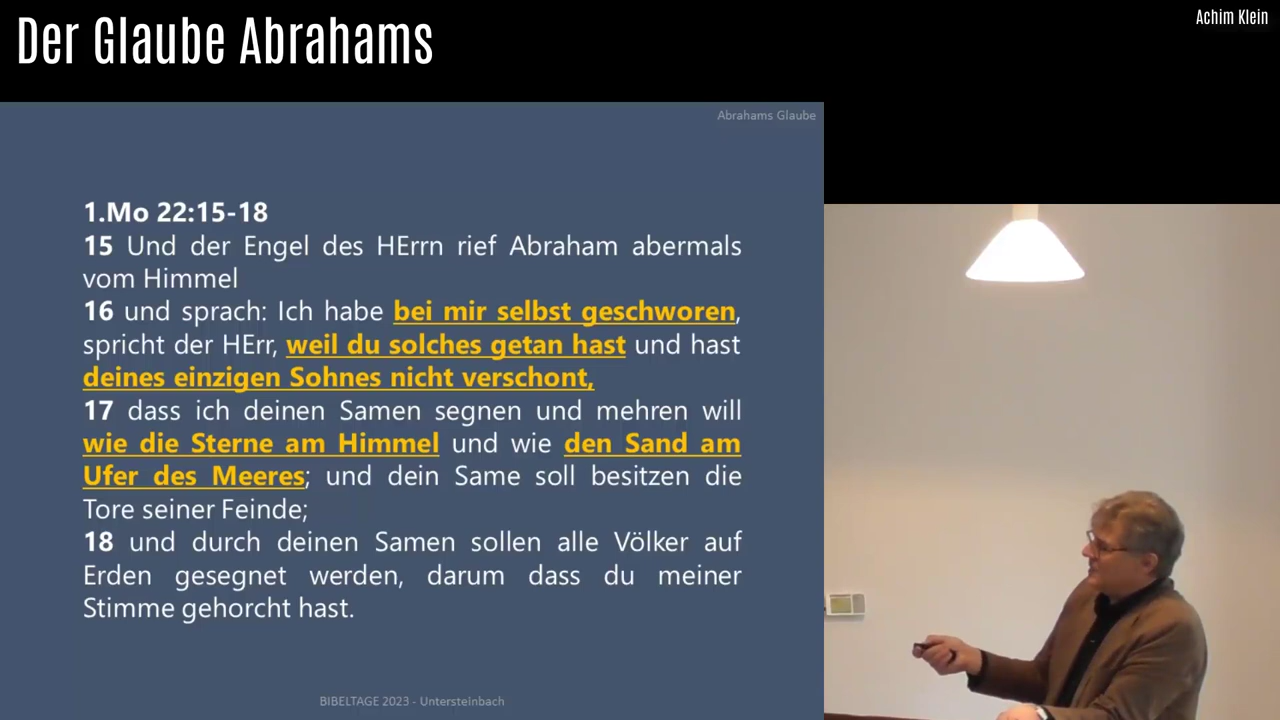 Der Glaube Abrahams
Achim Klein
Abrahams Glaube
1.Mo 22:15-18
15 Und der Engel des HErrn rief Abraham abermals
vom Himmel
16 und sprach: Ich habe bei mir selbst geschworen,
spricht der HErr, weil du solches getan hast und hast
deines einzigen Sohnes nicht verschont,
17 dass ich deinen Samen segnen und mehren will
wie die Sterne am Himmel und wie den Sand am
Ufer des Meeres; und dein Same soll besitzen die
Tore seiner Feinde;
18 und durch deinen Samen sollen alle Völker auf
Erden gesegnet werden, darum dass du meiner
Stimme gehorcht hast.
BIBELTAGE 2023 - Untersteinbach